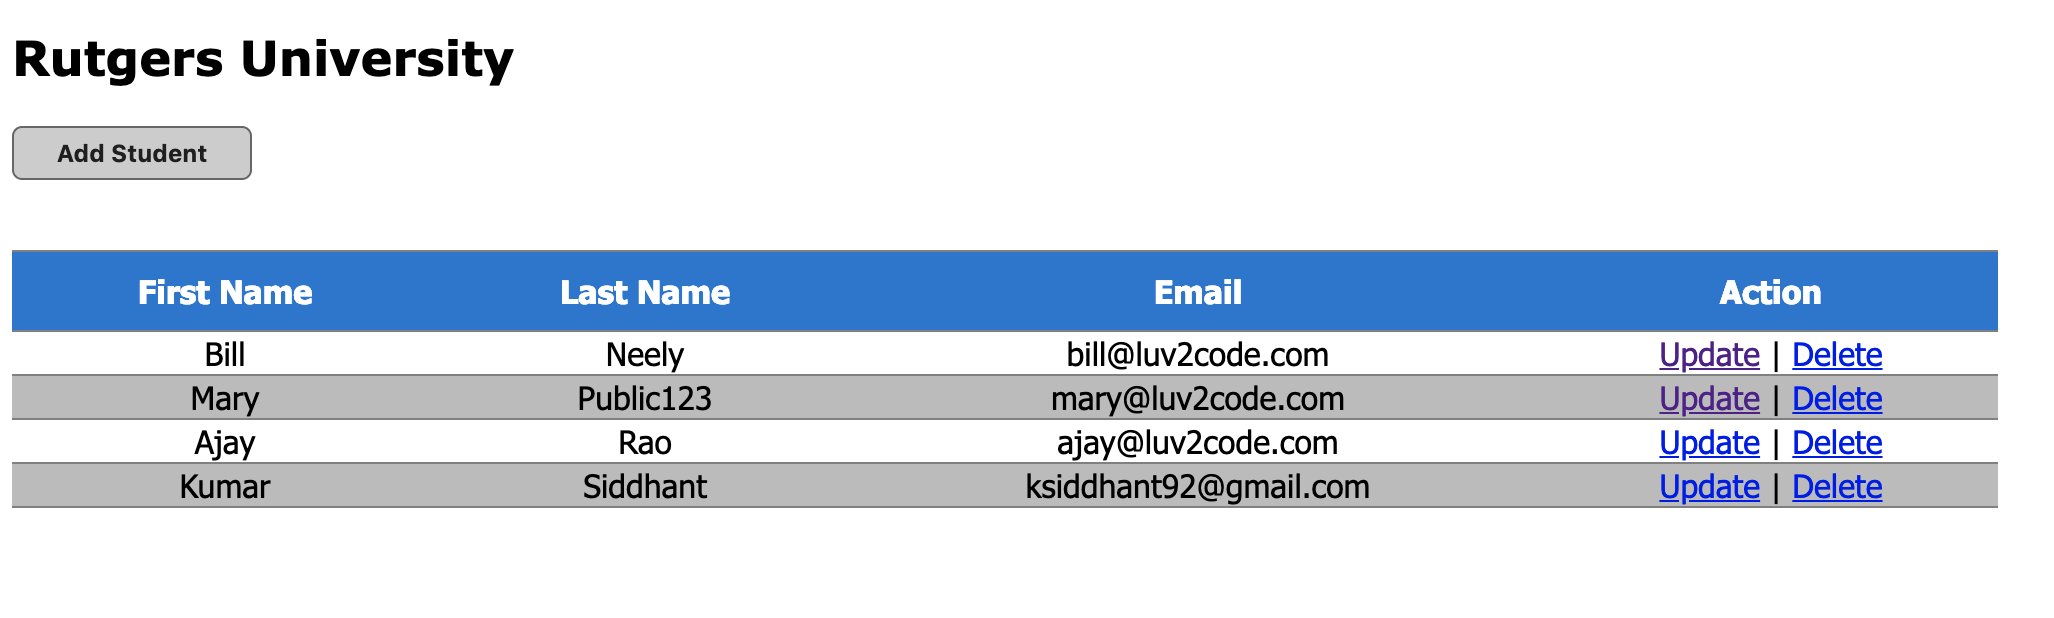 Rutgers University
Add Student
First Name Last Name Email Action
Bill Neely bill@luv2code.com Update | Delete
Mary Public123 mary@luv2code.com Update | Delete
Ajay Rao ajay@luv2code.com Update | Delete
Kumar Siddhant ksiddhant92@gmail.com Update | Delete